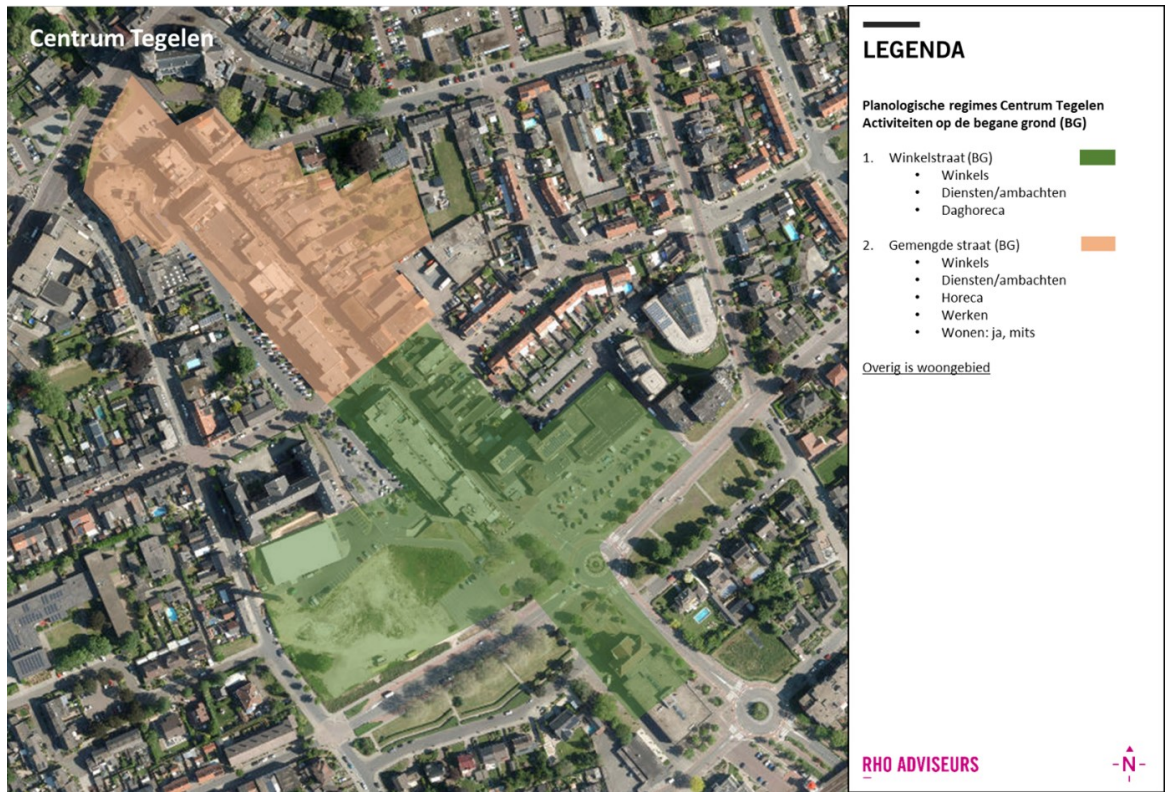 Centrum Tegelen
LEGENDA
Planologische regimes Centrum Tegelen
Activiteiten op de begane grond (BG)
1. Winkelstraat (BG)
• Winkels
• Diensten/ambachten
• Daghoreca
2. Gemengde straat (BG)
• Winkels
• Diensten/ambachten
• Horeca
• Werken
• Wonen: ja, mits
Overig is woongebied
RHO ADVISEURS
-N-